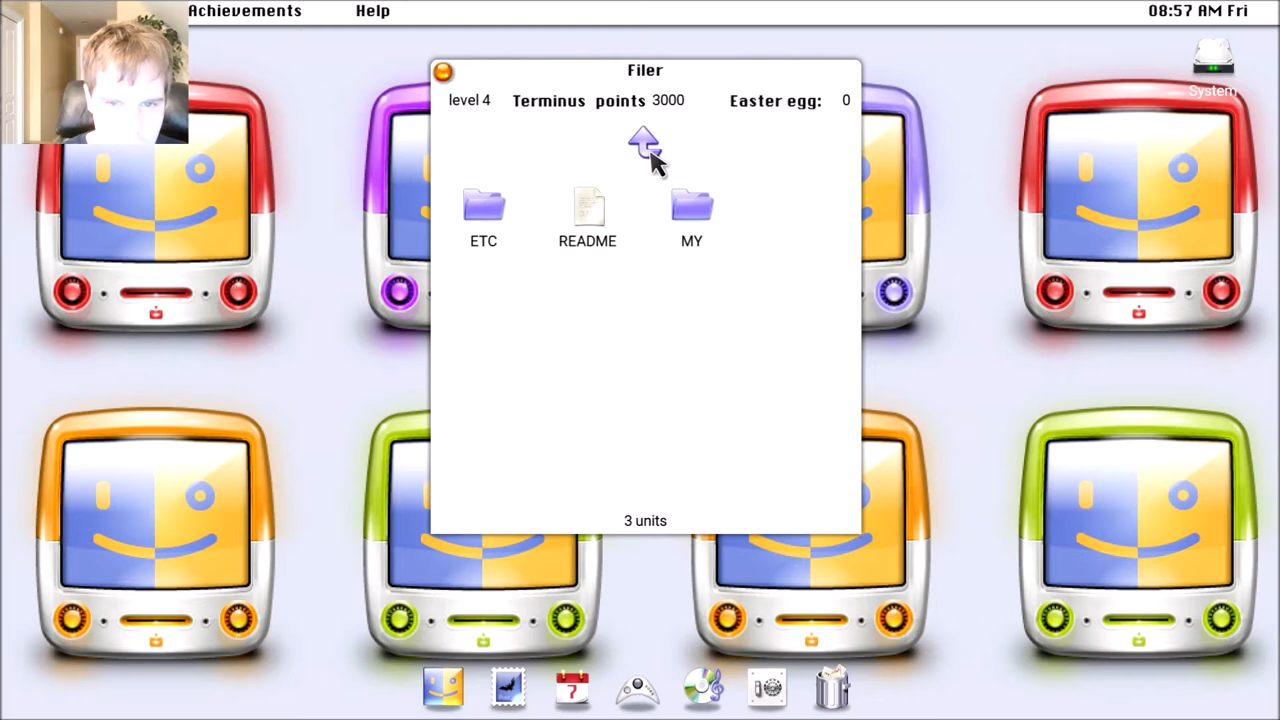 Achievements Help 08:57 AM Fri
Filer
level 4 Terminus points 3000 Easter egg: 0
System
ETC README MY
7
3 units